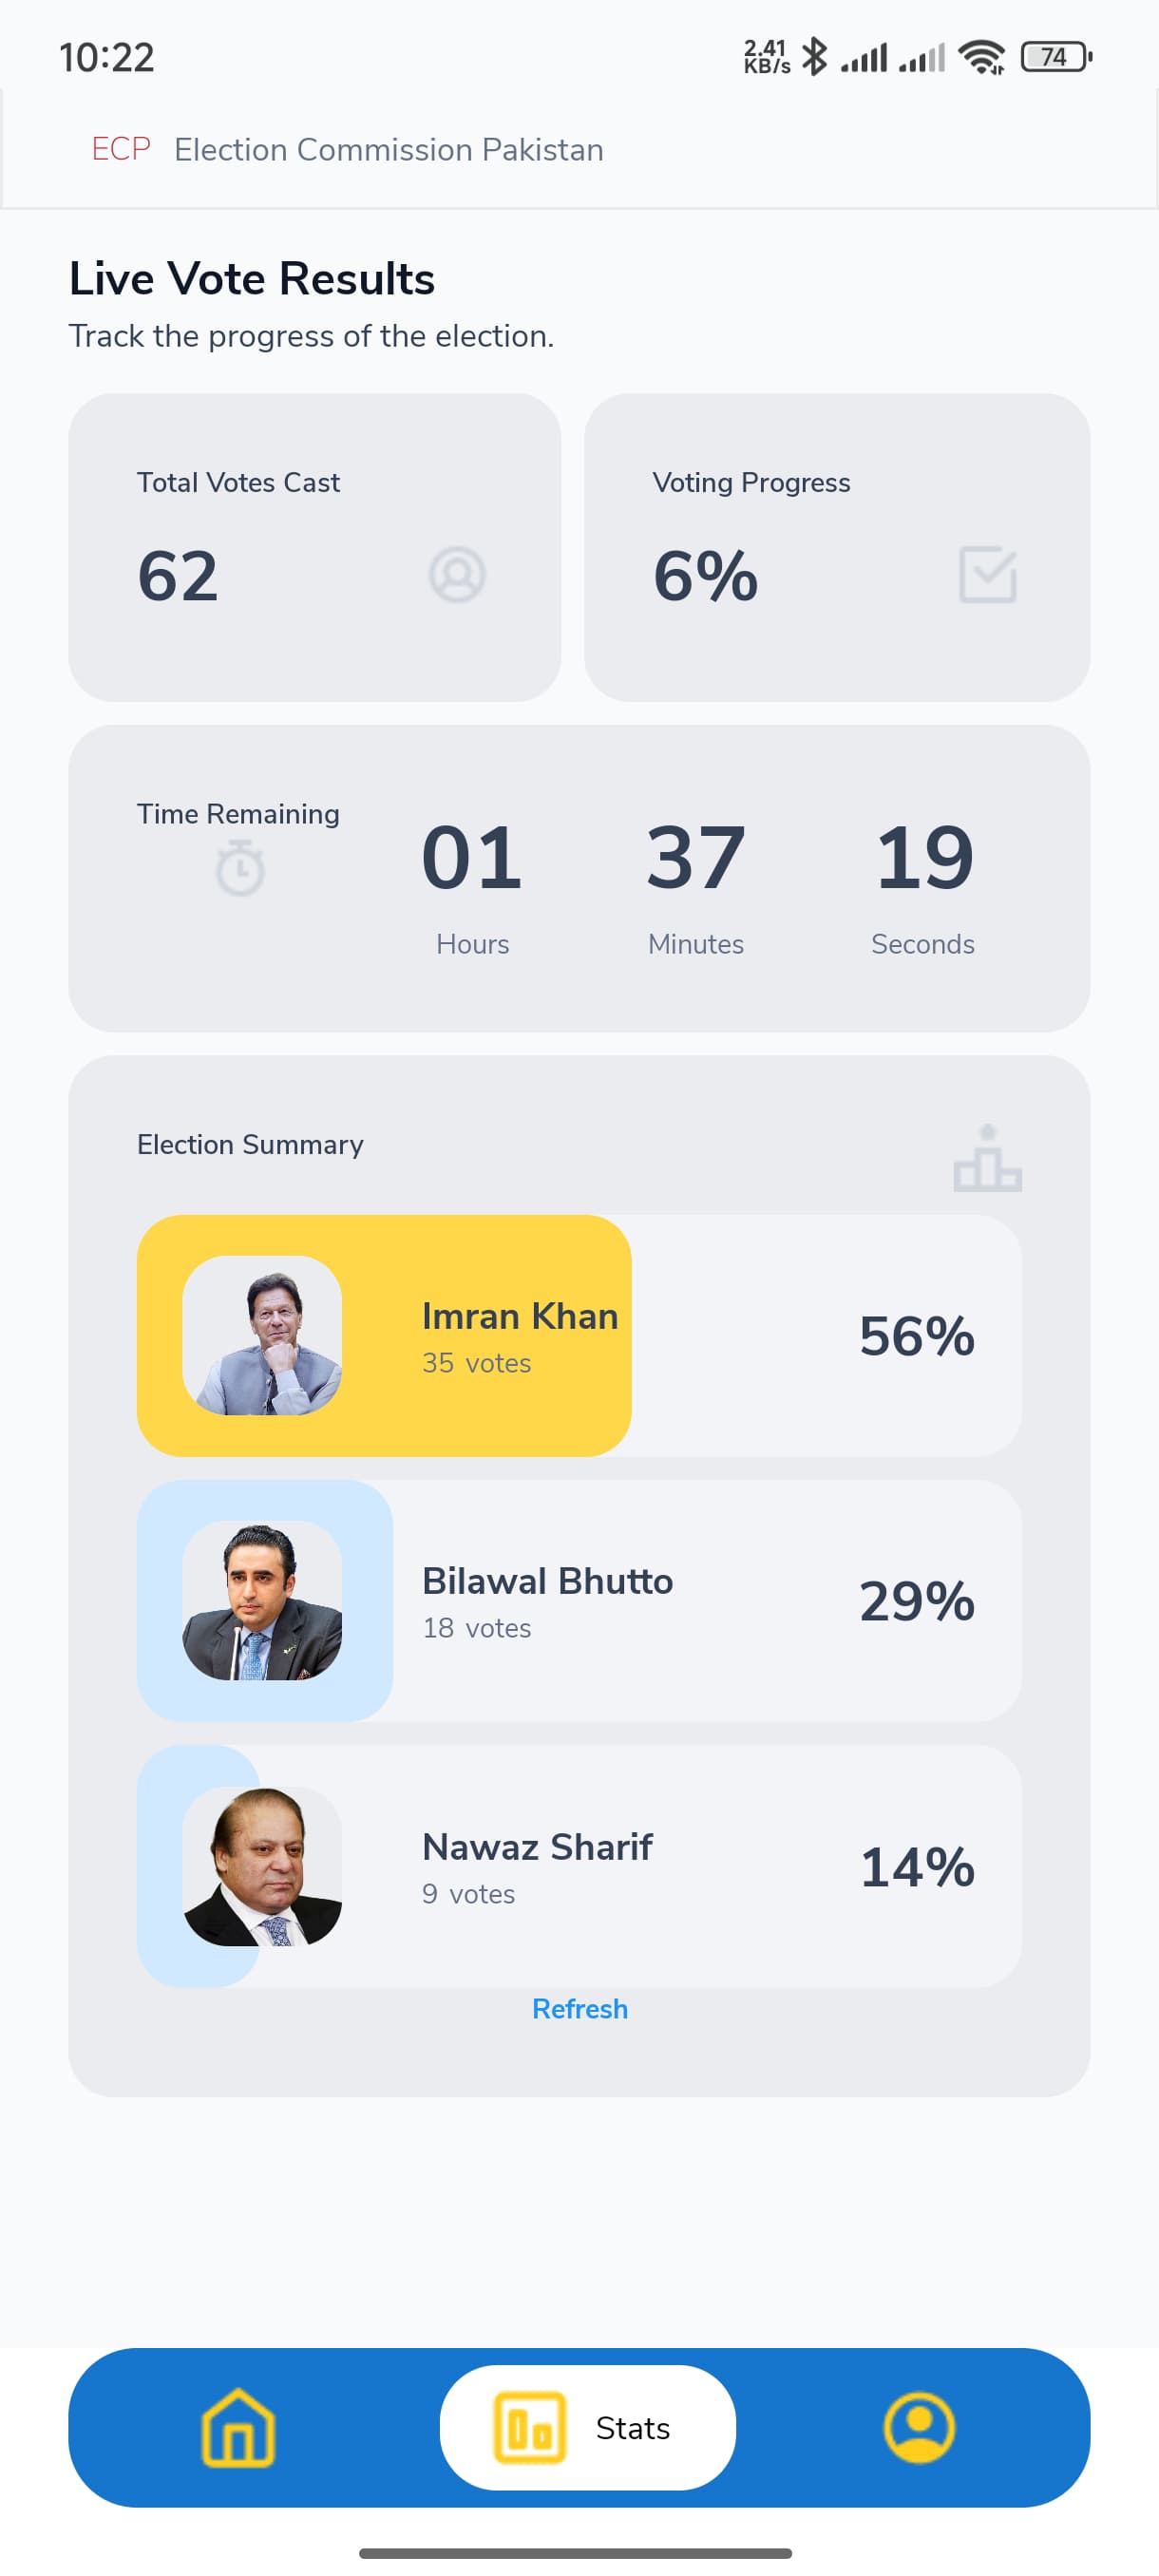 10:22
2.41 KB/s
74
ECP Election Commission Pakistan
Live Vote Results
Track the progress of the election.
Total Votes Cast
62
Voting Progress
6%
Time Remaining
01 37 19
Hours Minutes Seconds
Election Summary
Imran Khan
35 votes
56%
Bilawal Bhutto
18 votes
29%
Nawaz Sharif
9 votes
14%
Refresh
Stats